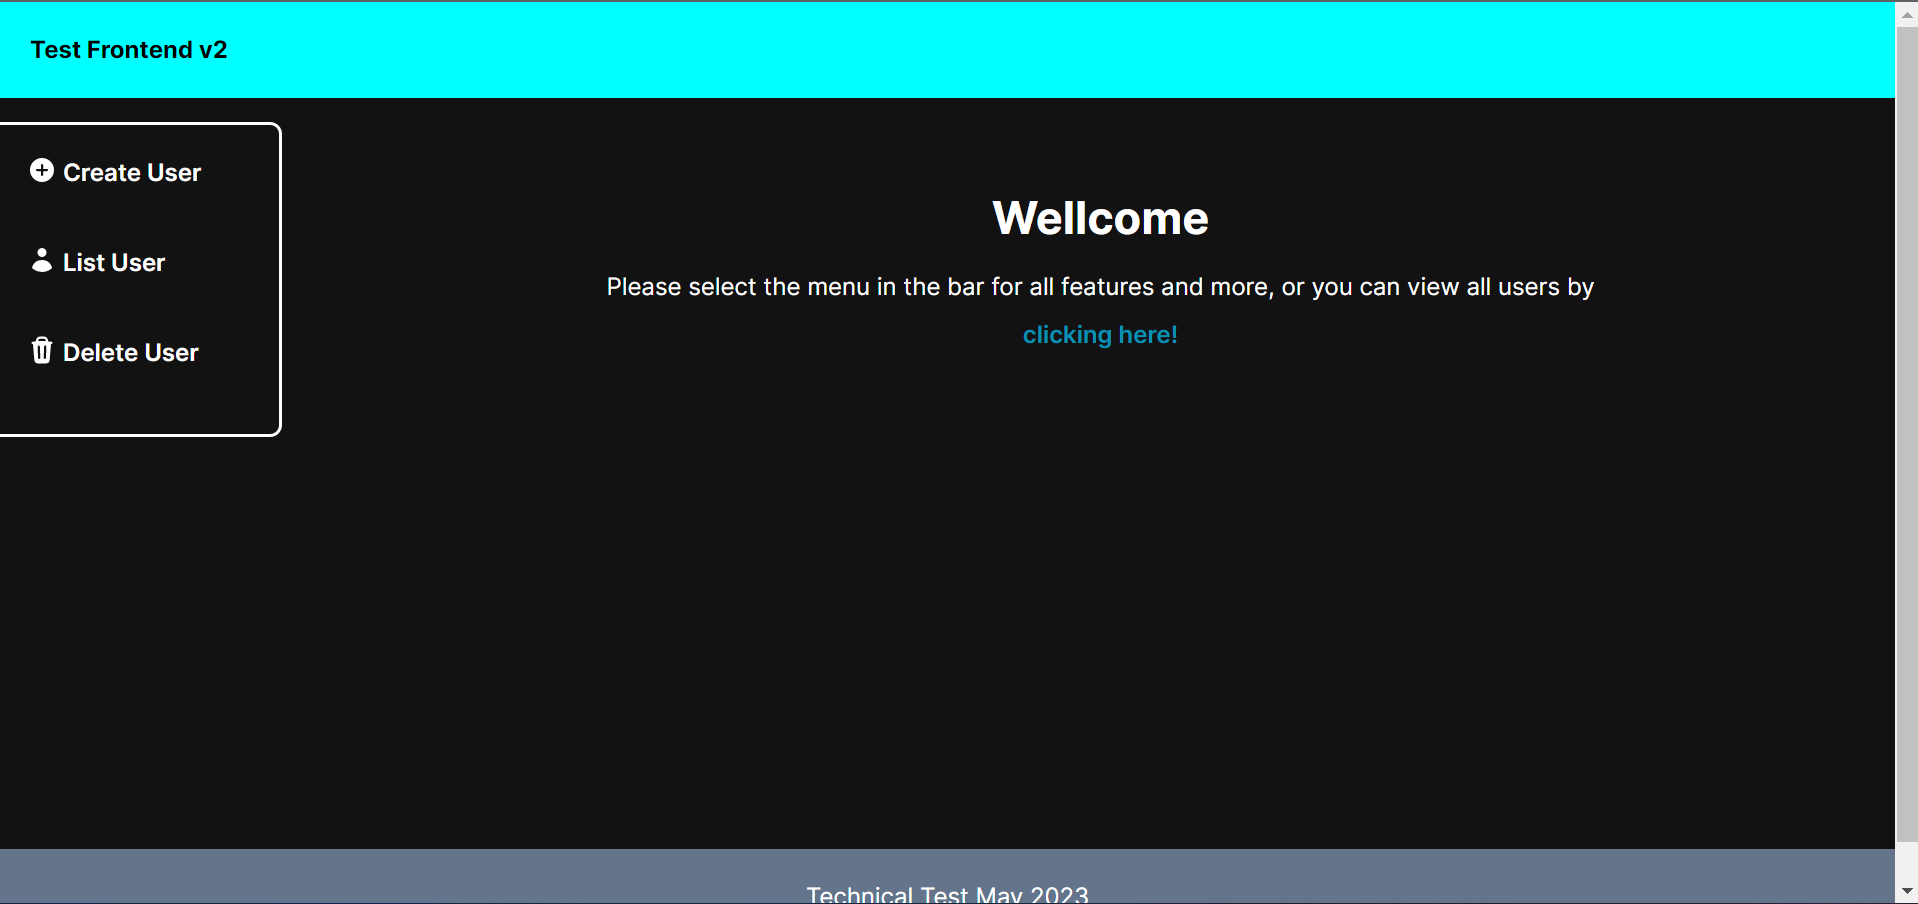 Test Frontend v2
Create User
List User
Delete User
Wellcome
Please select the menu in the bar for all features and more, or you can view all users by
clicking here!
Technical Test May 2023